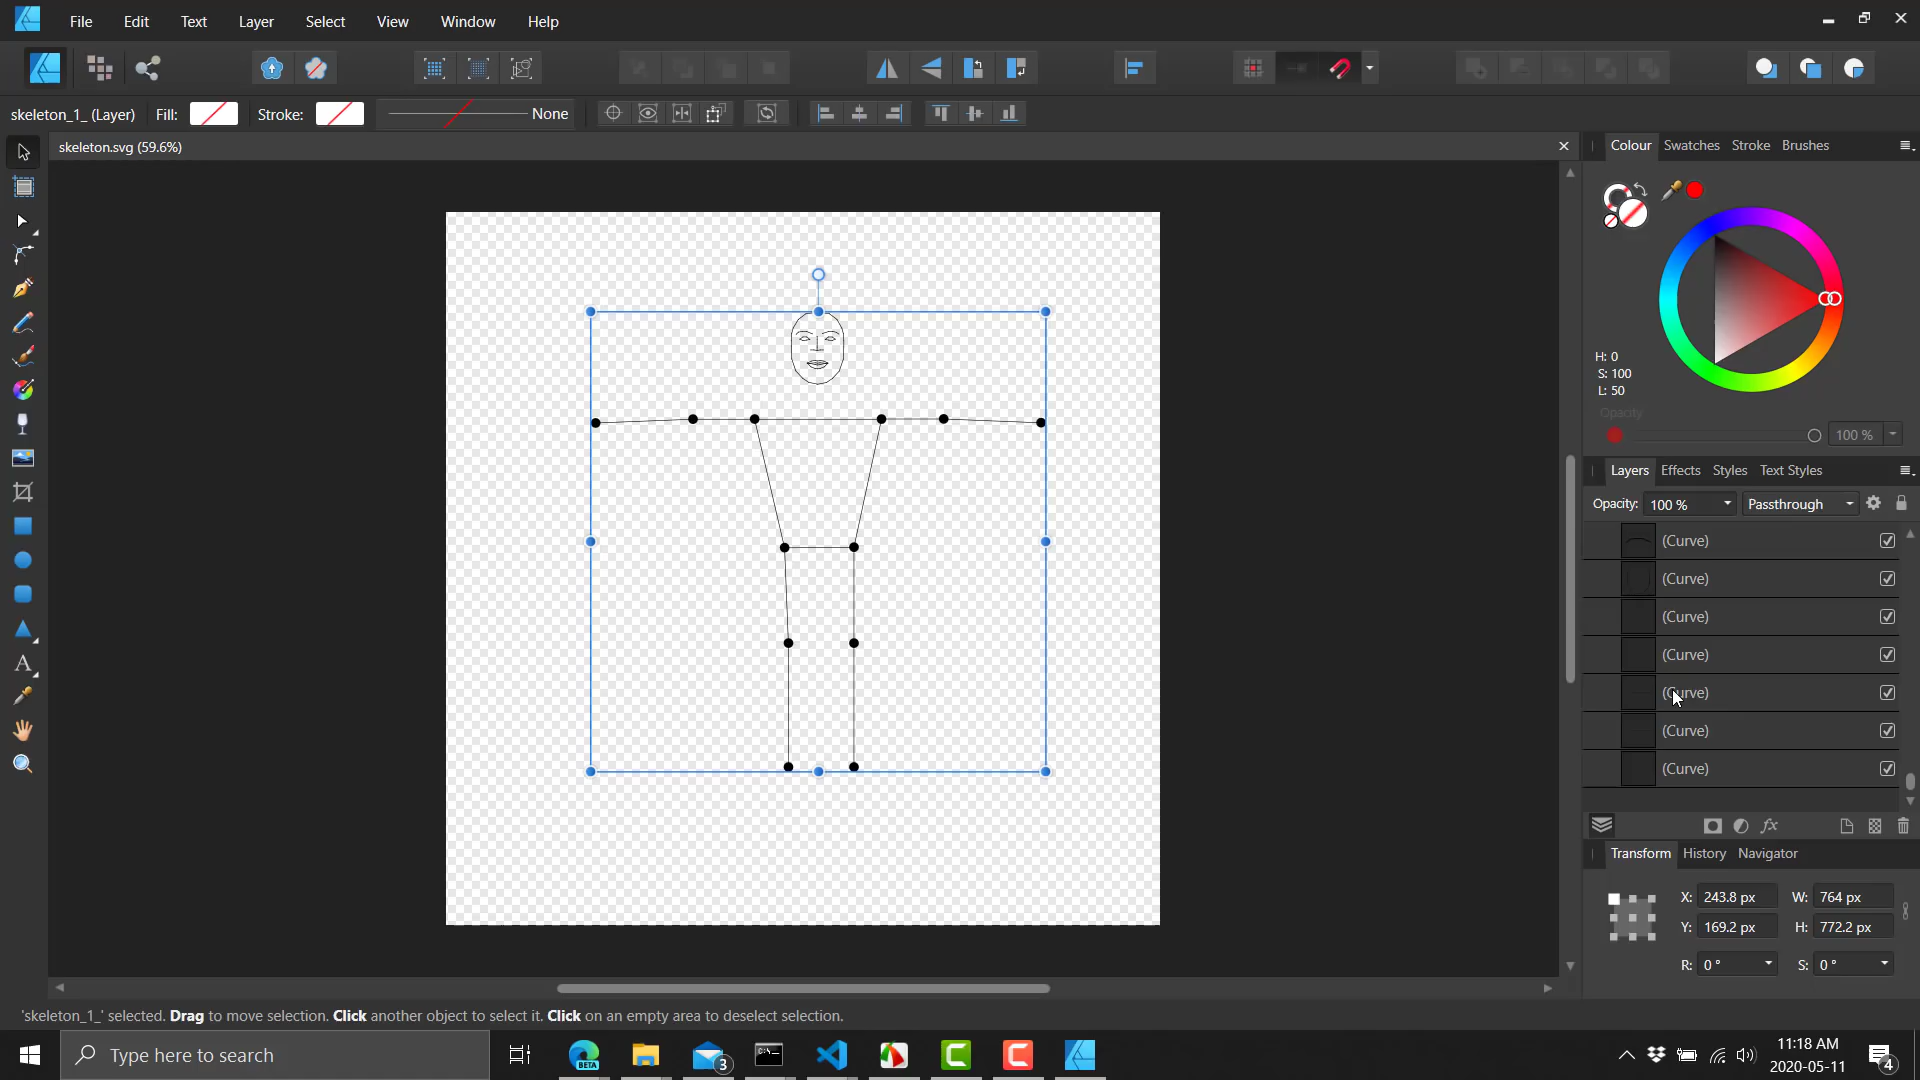 File Edit Text Layer Select View Window Help
skeleton_1_ (Layer) Fill: Stroke: None
skeleton.svg (59.6%)
Colour Swatches Stroke Brushes
H: 0
S: 100
L: 50
Opacity
100 %
Layers Effects Styles Text Styles
Opacity: 100 % Passthrough
(Curve)
(Curve)
(Curve)
(Curve)
(Curve)
(Curve)
(Curve)
Transform History Navigator
X: 243.8 px W: 764 px
Y: 169.2 px H: 772.2 px
R: 0 ° S: 0 °
'skeleton_1_' selected. Drag to move selection. Click another object to select it. Click on an empty area to deselect selection.
Type here to search
BETA
3
11:18 AM
2020-05-11
4